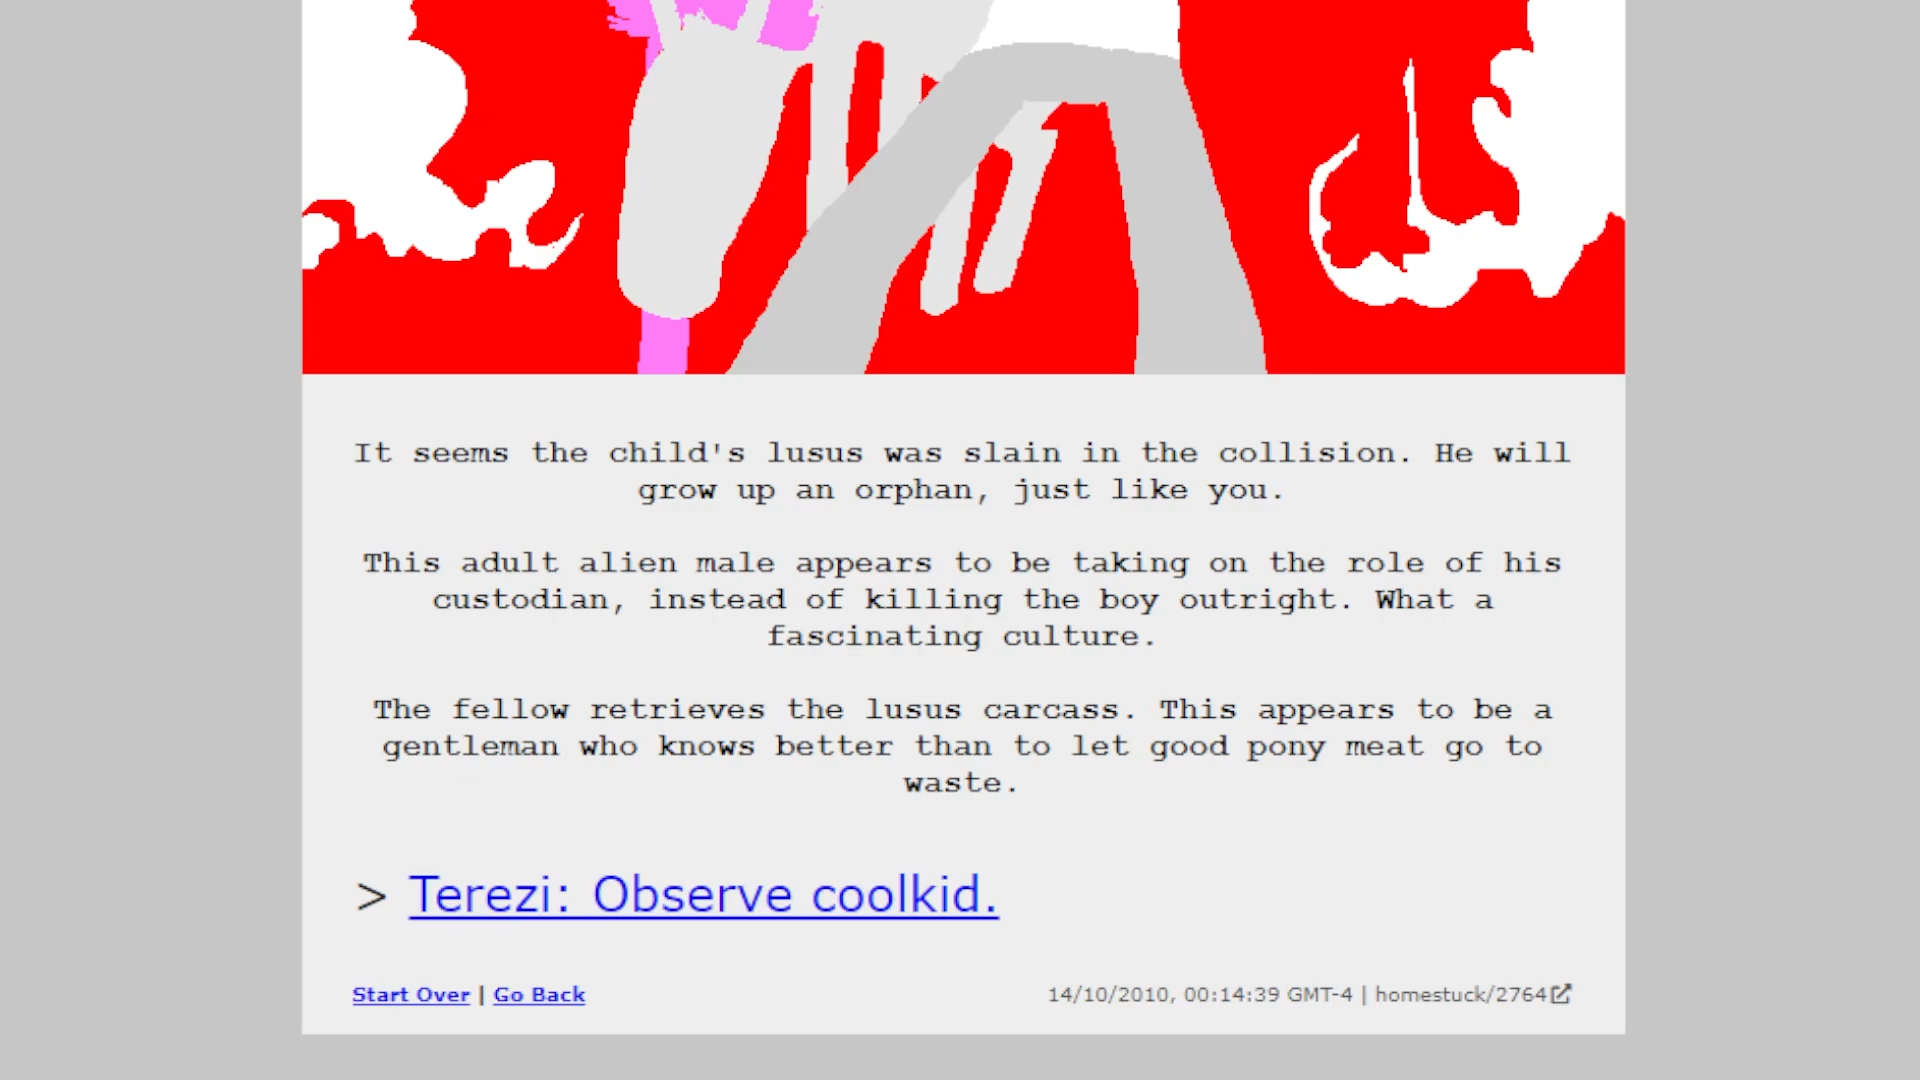 It seems the child's lusus was slain in the collision. He will
grow up an orphan, just like you.
This adult alien male appears to be taking on the role of his
custodian, instead of killing the boy outright. What a
fascinating culture.
The fellow retrieves the lusus carcass. This appears to be a
gentleman who knows better than to let good pony meat go to
waste.
> Terezi: Observe coolkid.
Start Over | Go Back
14/10/2010, 00:14:39 GMT-4 | homestuck/2764